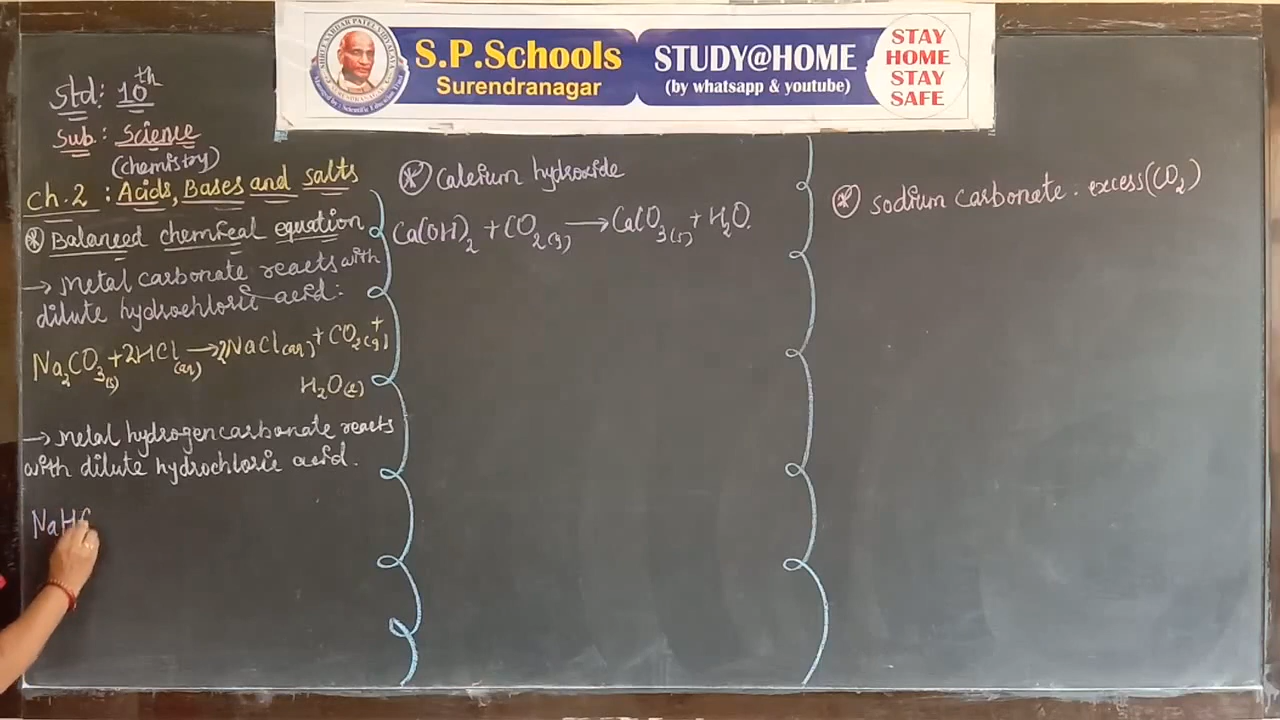 S.P.Schools
Surendranagar
STUDY@HOME
(by whatsapp & youtube)
STAY
HOME
STAY
SAFE
Std: 10th
Sub: Science
(chemistry)
Ch.2 : Acids, Bases and salts
* Balanced chemical equation
→ Metal carbonate reacts with
dilute hydrochloric acid:
Na₂CO₃(s) + 2HCl(aq) → 2NaCl(aq) + CO₂(g) +
H₂O(l)
→ Metal hydrogencarbonate reacts
with dilute hydrochloric acid.
NaHC
* Calcium hydroxide
Ca(OH)₂ + CO₂(g) → CaCO₃(s) + H₂O.
* Sodium carbonate : excess (CO₂)